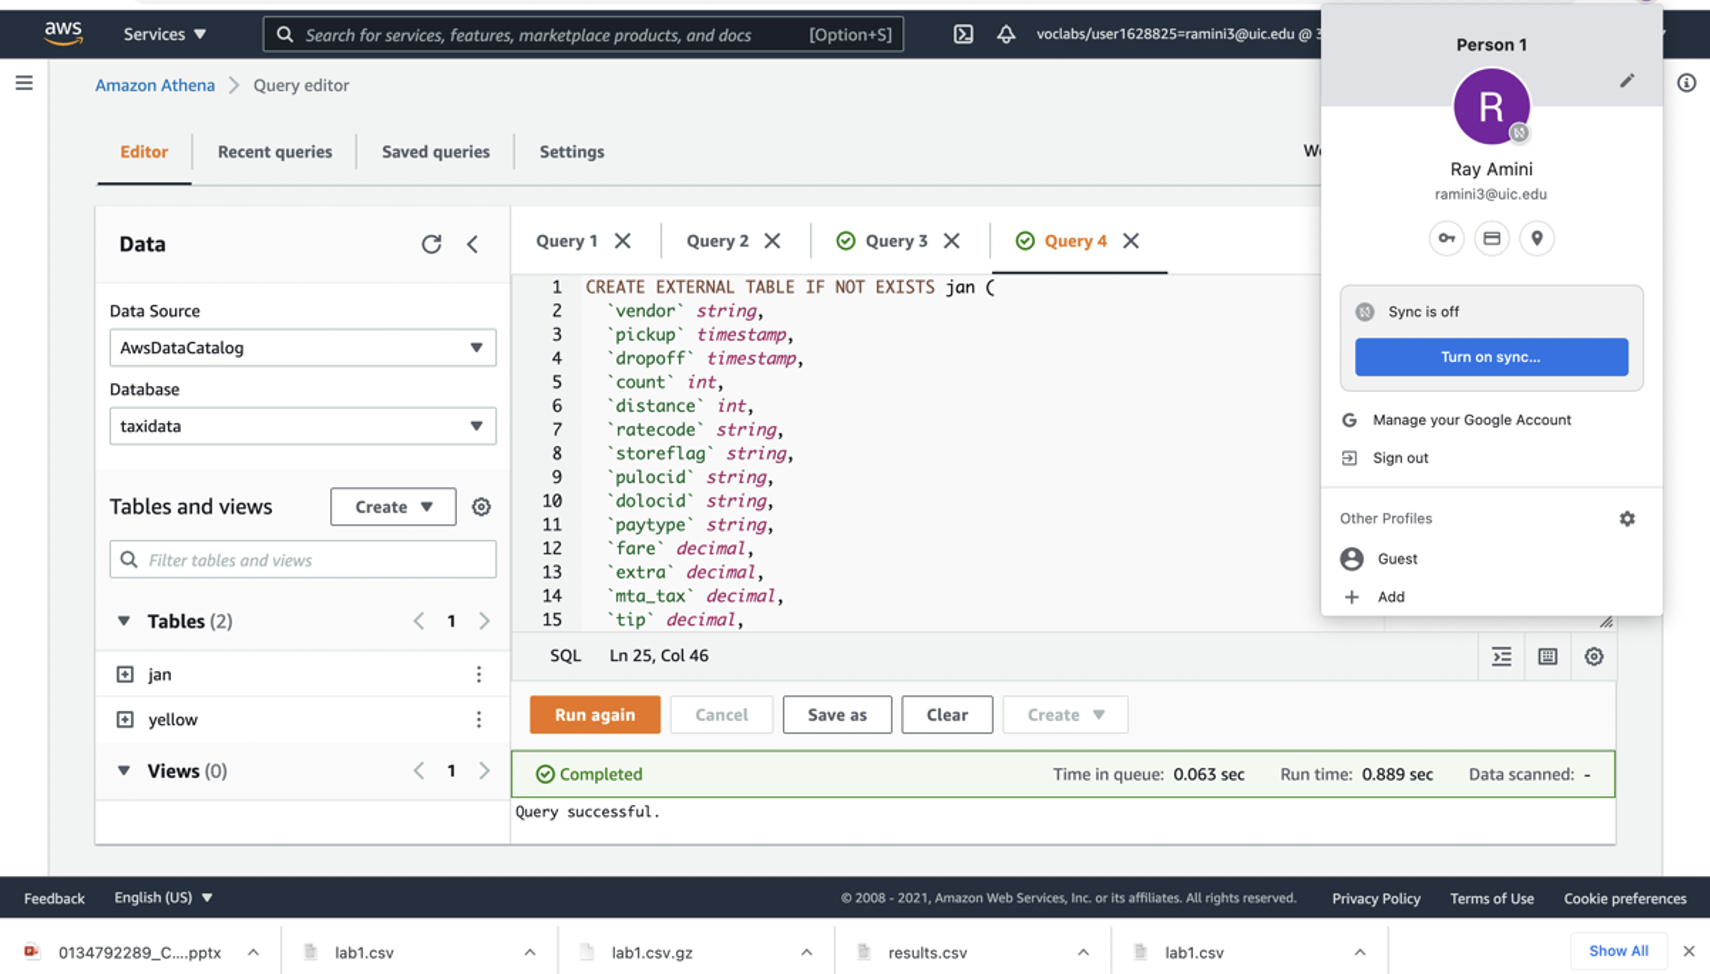 aws
Services ▼
Search for services, features, marketplace products, and docs [Option+S]
voclabs/user1628825=ramini3@uic.edu @ 3
Amazon Athena > Query editor
Editor
Recent queries
Saved queries
Settings
Data
Data Source
AwsDataCatalog
Database
taxidata
Tables and views
Create ▼
Filter tables and views
Tables (2)
< 1 >
jan
yellow
Views (0)
< 1 >
Query 1
Query 2
Query 3
Query 4
1 CREATE EXTERNAL TABLE IF NOT EXISTS jan (
2 `vendor` string,
3 `pickup` timestamp,
4 `dropoff` timestamp,
5 `count` int,
6 `distance` int,
7 `ratecode` string,
8 `storeflag` string,
9 `pulocid` string,
10 `dolocid` string,
11 `paytype` string,
12 `fare` decimal,
13 `extra` decimal,
14 `mta_tax` decimal,
15 `tip` decimal,
SQL Ln 25, Col 46
Run again
Cancel
Save as
Clear
Create ▼
Completed
Time in queue: 0.063 sec
Run time: 0.889 sec
Data scanned: -
Query successful.
Person 1
R
Ray Amini
ramini3@uic.edu
Sync is off
Turn on sync...
G Manage your Google Account
Sign out
Other Profiles
Guest
+ Add
Feedback
English (US) ▼
© 2008 - 2021, Amazon Web Services, Inc. or its affiliates. All rights reserved.
Privacy Policy
Terms of Use
Cookie preferences
0134792289_C....pptx
lab1.csv
lab1.csv.gz
results.csv
lab1.csv
Show All